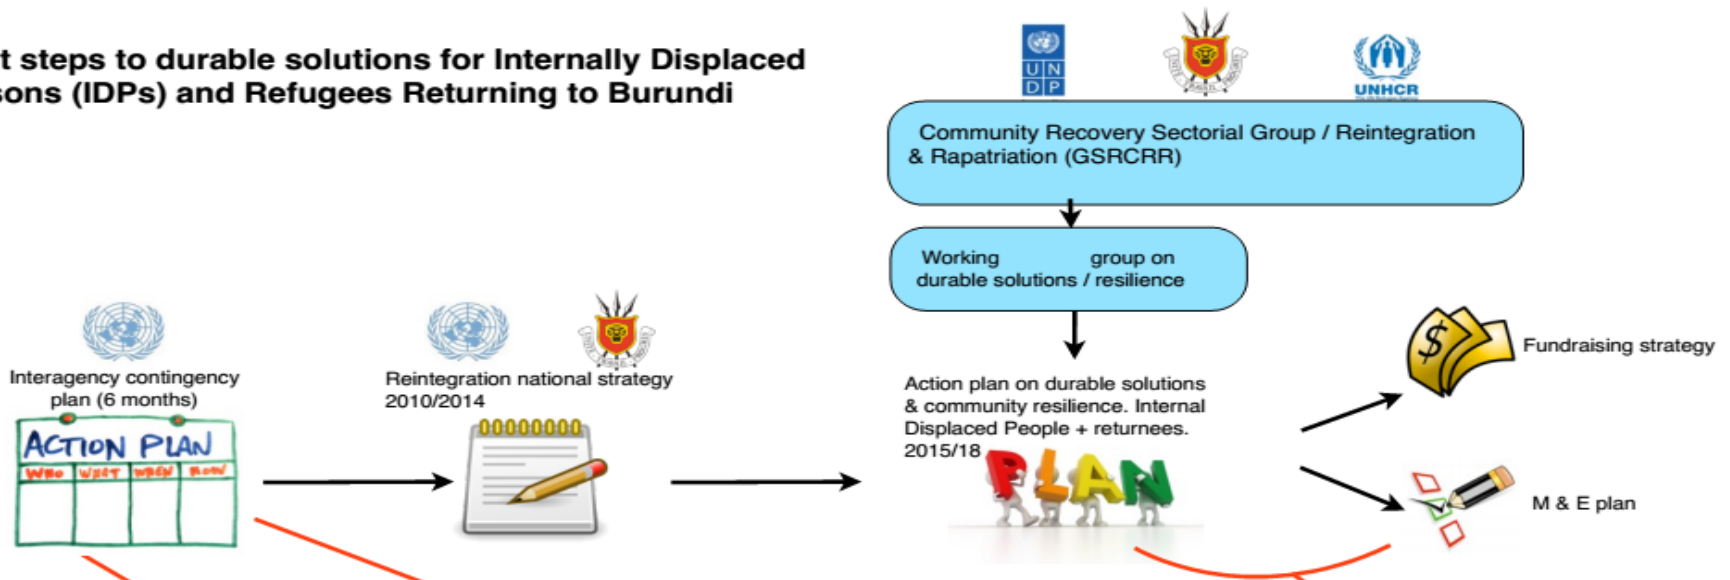 t steps to durable solutions for Internally Displaced
sons (IDPs) and Refugees Returning to Burundi
U N
D P
UNHCR
Community Recovery Sectorial Group / Reintegration
& Rapatriation (GSRCRR)
Working group on
durable solutions / resilience
Interagency contingency
plan (6 months)
ACTION PLAN
WHO WHAT WHEN HOW
Reintegration national strategy
2010/2014
Action plan on durable solutions
& community resilience. Internal
Displaced People + returnees.
2015/18
PLAN
$
Fundraising strategy
M & E plan